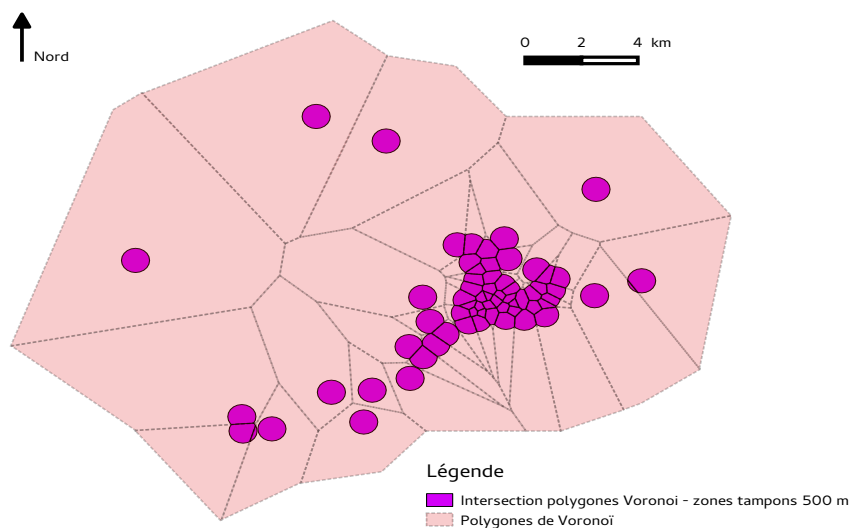 Nord
0 2 4 km
Légende
Intersection polygones Voronoi - zones tampons 500 m
Polygones de Voronoï